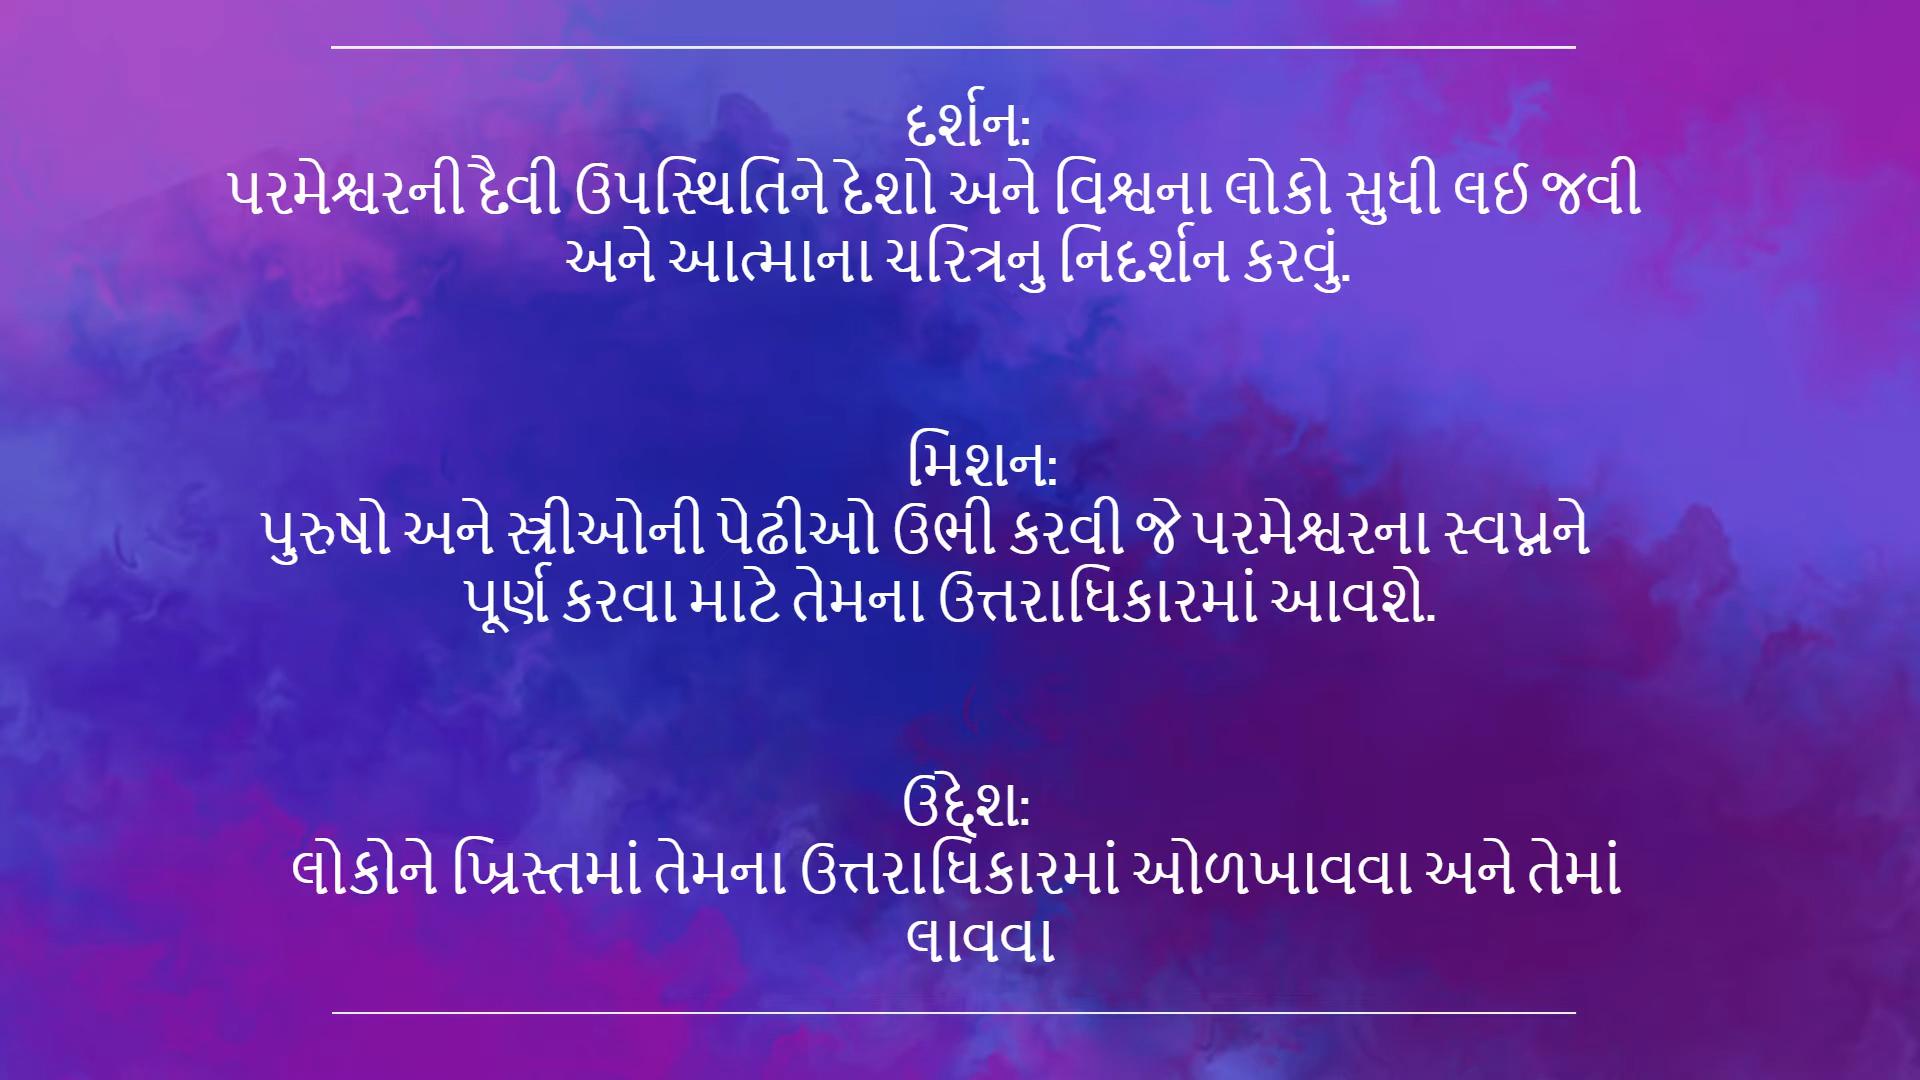 દર્શન:
પરમેશ્વરની દૈવી ઉપસ્થિતિને દેશો અને વિશ્વના લોકો સુધી લઈ જવી
અને આત્માના ચરિત્રનુ નિદર્શન કરવું.
મિશન:
પુરુષો અને સ્ત્રીઓની પેઢીઓ ઉભી કરવી જે પરમેશ્વરના સ્વપ્નને
પૂર્ણ કરવા માટે તેમના ઉત્તરાધિકારમાં આવશે.
ઉદ્દેશ:
લોકોને ખ્રિસ્તમાં તેમના ઉત્તરાધિકારમાં ઓળખાવવા અને તેમાં
લાવવા